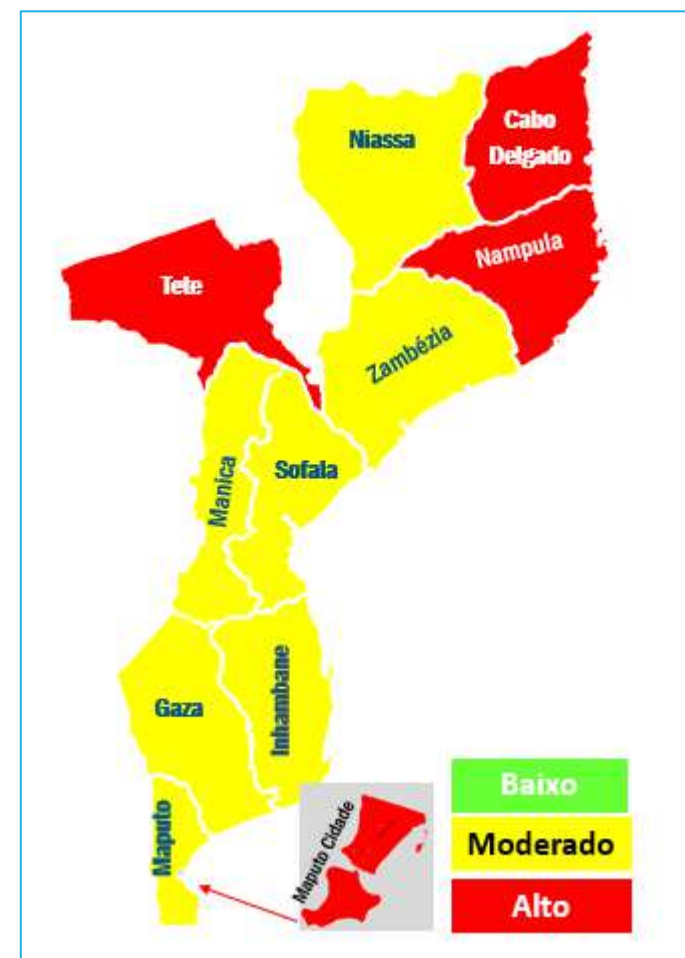 Cabo
Delgado
Niassa
Nampula
Tete
Zambézia
Manica
Sofala
Inhambane
Gaza
Maputo
Maputo Cidade
Baixo
Moderado
Alto